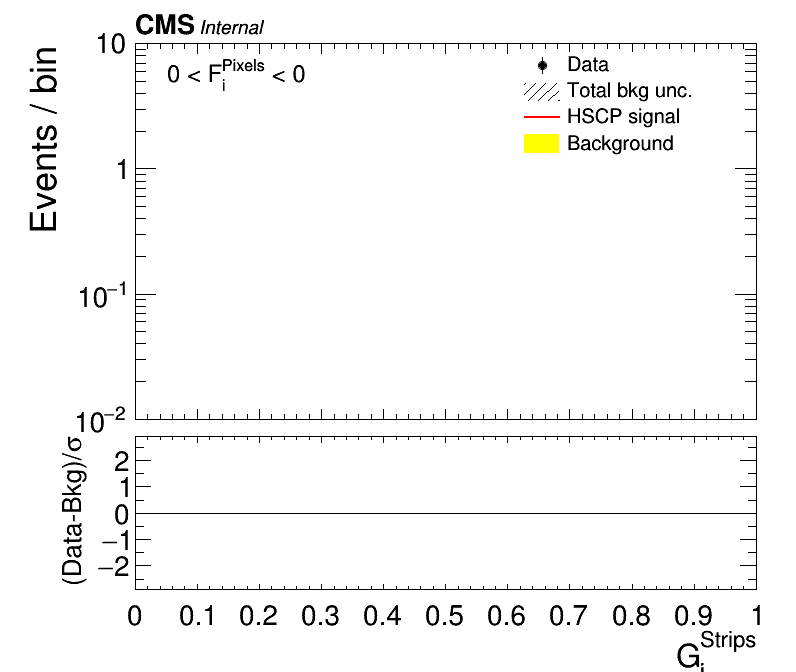 CMS Internal
Events / bin
10
1
10⁻¹
10⁻²
0 < F_i^Pixels < 0
Data
Total bkg unc.
HSCP signal
Background
(Data-Bkg)/σ
2
1
0
−1
−2
0 0.1 0.2 0.3 0.4 0.5 0.6 0.7 0.8 0.9 1
G_i^Strips